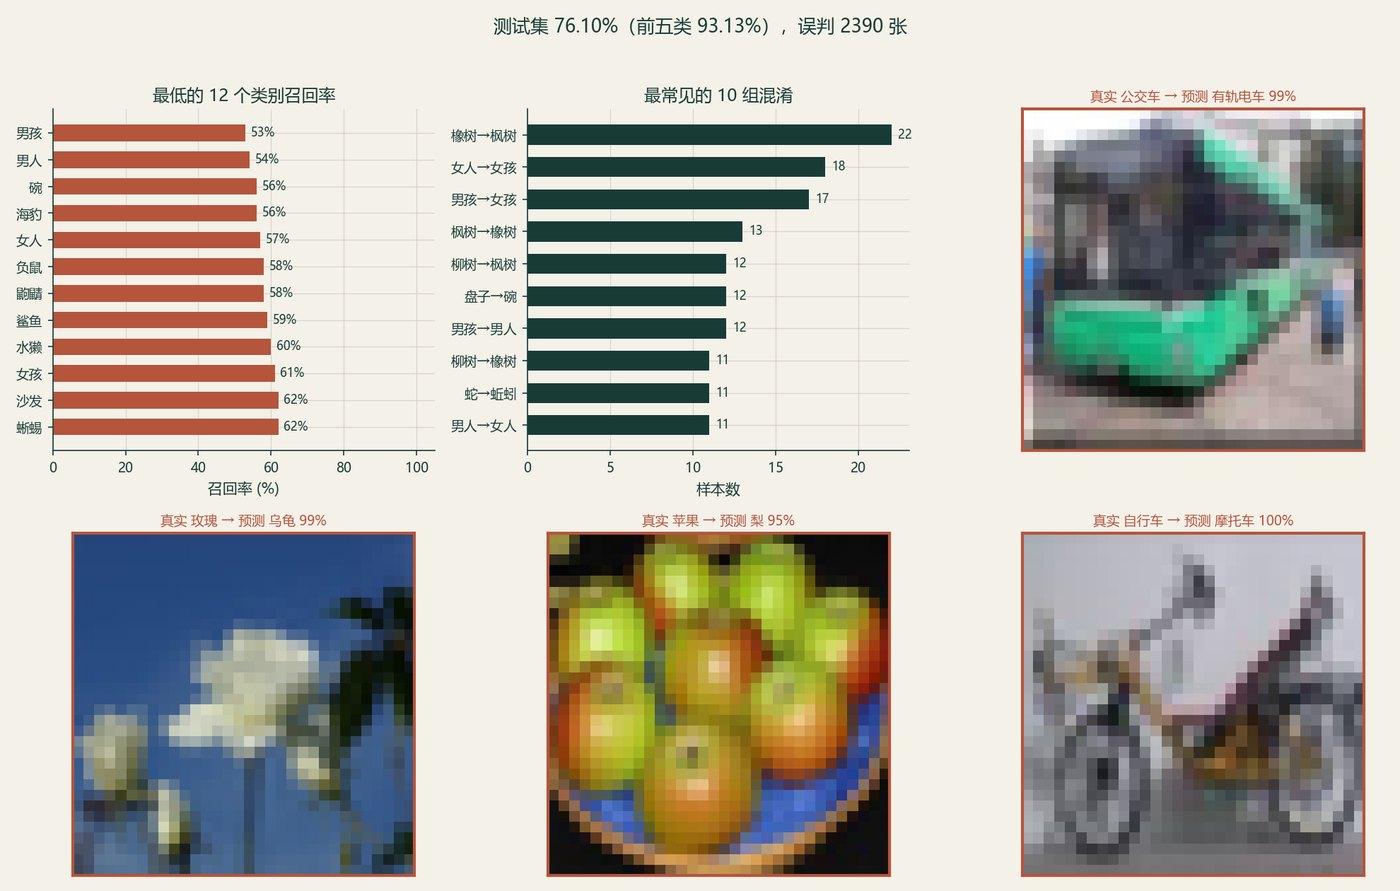 测试集 76.10%（前五类 93.13%），误判 2390 张
最低的 12 个类别召回率
男孩 53%
男人 54%
碗 56%
海豹 56%
女人 57%
负鼠 58%
鼩鼱 58%
鲨鱼 59%
水獭 60%
女孩 61%
沙发 62%
蜥蜴 62%
0 20 40 60 80 100
召回率 (%)
最常见的 10 组混淆
橡树→枫树 22
女人→女孩 18
男孩→女孩 17
枫树→橡树 13
柳树→枫树 12
盘子→碗 12
男孩→男人 12
柳树→橡树 11
蛇→蚯蚓 11
男人→女人 11
0 5 10 15 20
样本数
真实 公交车 → 预测 有轨电车 99%
真实 玫瑰 → 预测 乌龟 99%
真实 苹果 → 预测 梨 95%
真实 自行车 → 预测 摩托车 100%